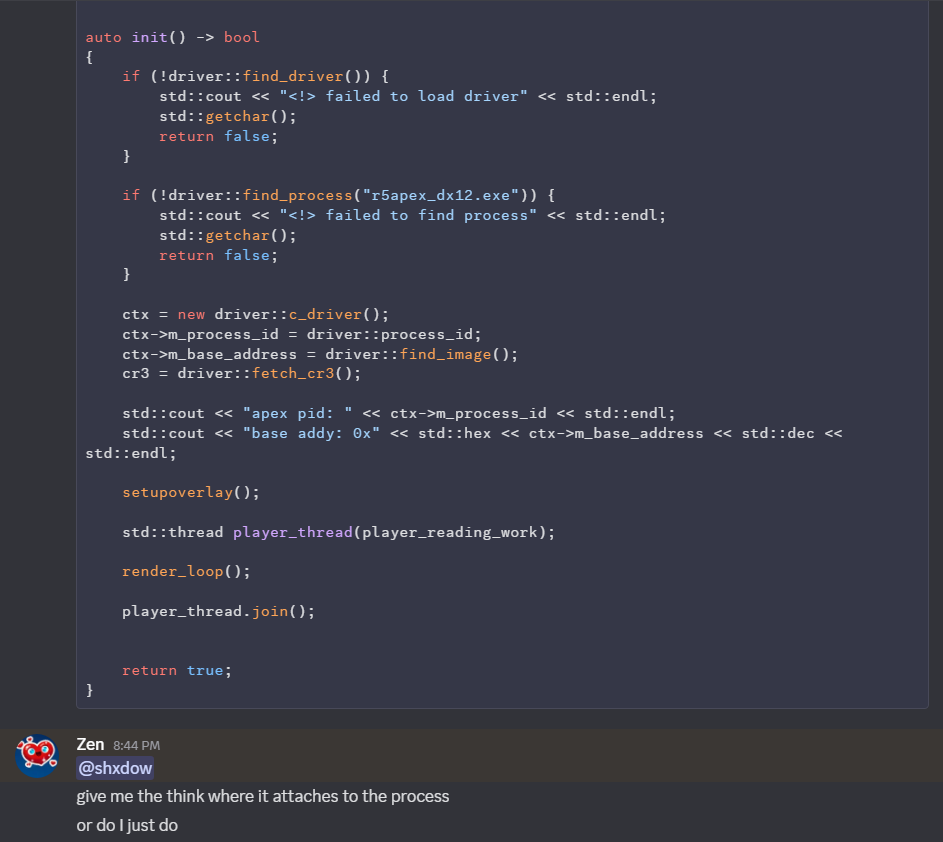 auto init() -> bool
{
    if (!driver::find_driver()) {
        std::cout << "<!> failed to load driver" << std::endl;
        std::getchar();
        return false;
    }

    if (!driver::find_process("r5apex_dx12.exe")) {
        std::cout << "<!> failed to find process" << std::endl;
        std::getchar();
        return false;
    }

    ctx = new driver::c_driver();
    ctx->m_process_id = driver::process_id;
    ctx->m_base_address = driver::find_image();
    cr3 = driver::fetch_cr3();

    std::cout << "apex pid: " << ctx->m_process_id << std::endl;
    std::cout << "base addy: 0x" << std::hex << ctx->m_base_address << std::dec <<
std::endl;

    setupoverlay();

    std::thread player_thread(player_reading_work);

    render_loop();

    player_thread.join();


    return true;
}
Zen 8:44 PM
@shxdow
give me the think where it attaches to the process
or do I just do